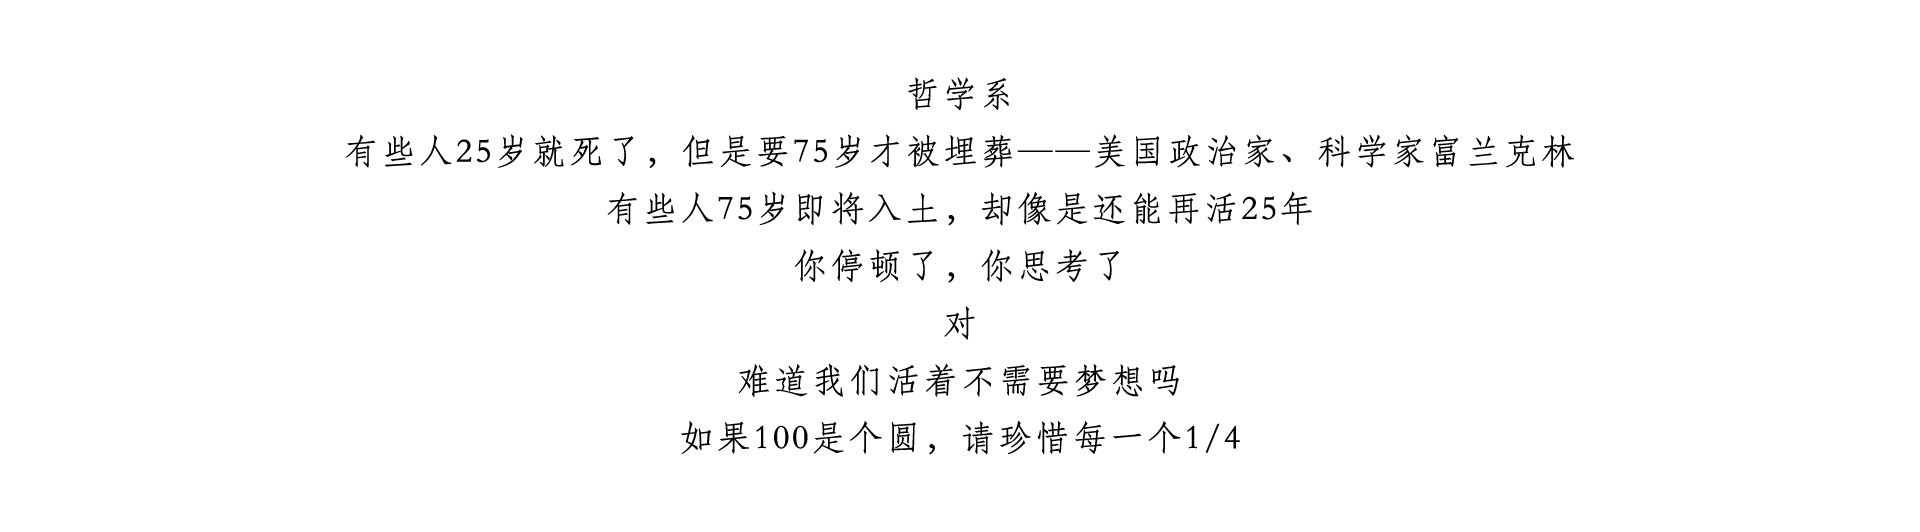 哲学系
有些人25岁就死了，但是要75岁才被埋葬——美国政治家、科学家富兰克林
有些人75岁即将入土，却像是还能再活25年
你停顿了，你思考了
对
难道我们活着不需要梦想吗
如果100是个圆，请珍惜每一个1/4